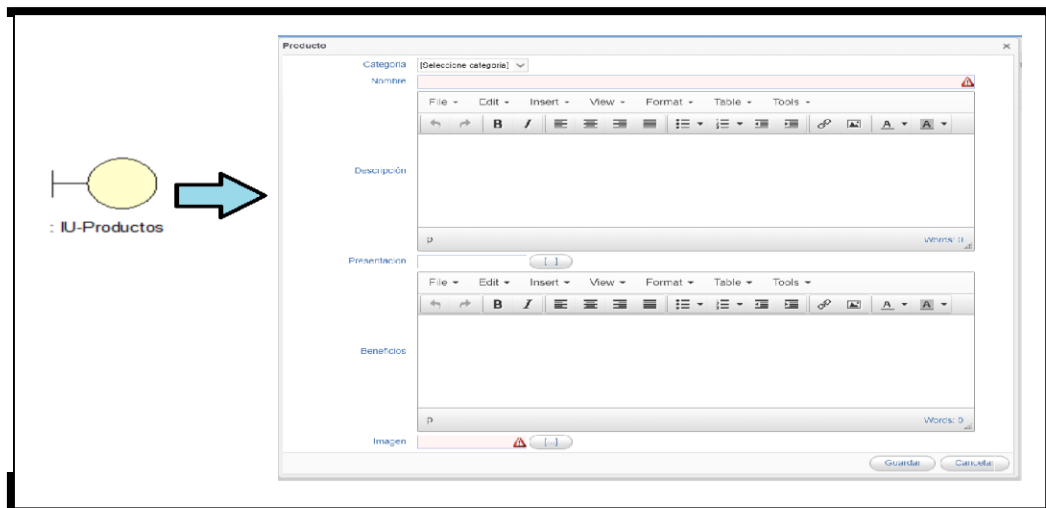 Producto
Categoria [Seleccione categoria]
Nombre
File Edit Insert View Format Table Tools
B I A A
Descripción
: IU-Productos
p Words: 0
Presentacion [...]
File Edit Insert View Format Table Tools
B I A A
Beneficios
p Words: 0
Imagen [...]
Guardar Cancelar